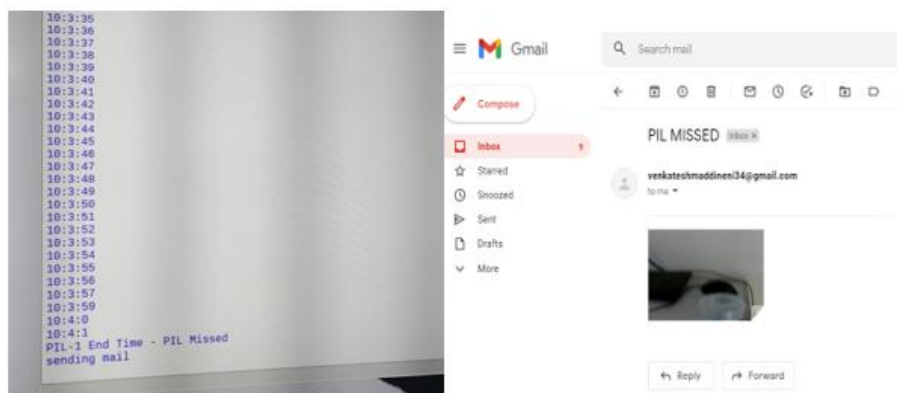 10:3:35
10:3:36
10:3:37
10:3:38
10:3:39
10:3:40
10:3:41
10:3:42
10:3:43
10:3:44
10:3:45
10:3:46
10:3:47
10:3:48
10:3:49
10:3:50
10:3:51
10:3:52
10:3:53
10:3:54
10:3:55
10:3:56
10:3:57
10:3:59
10:4:0
10:4:1
PIL-1 End Time - PIL Missed
sending mail
Gmail
Search mail
Compose
Inbox 9
Starred
Snoozed
Sent
Drafts
More
PIL MISSED Inbox x
venkateshmaddineni34@gmail.com
to me
Reply Forward